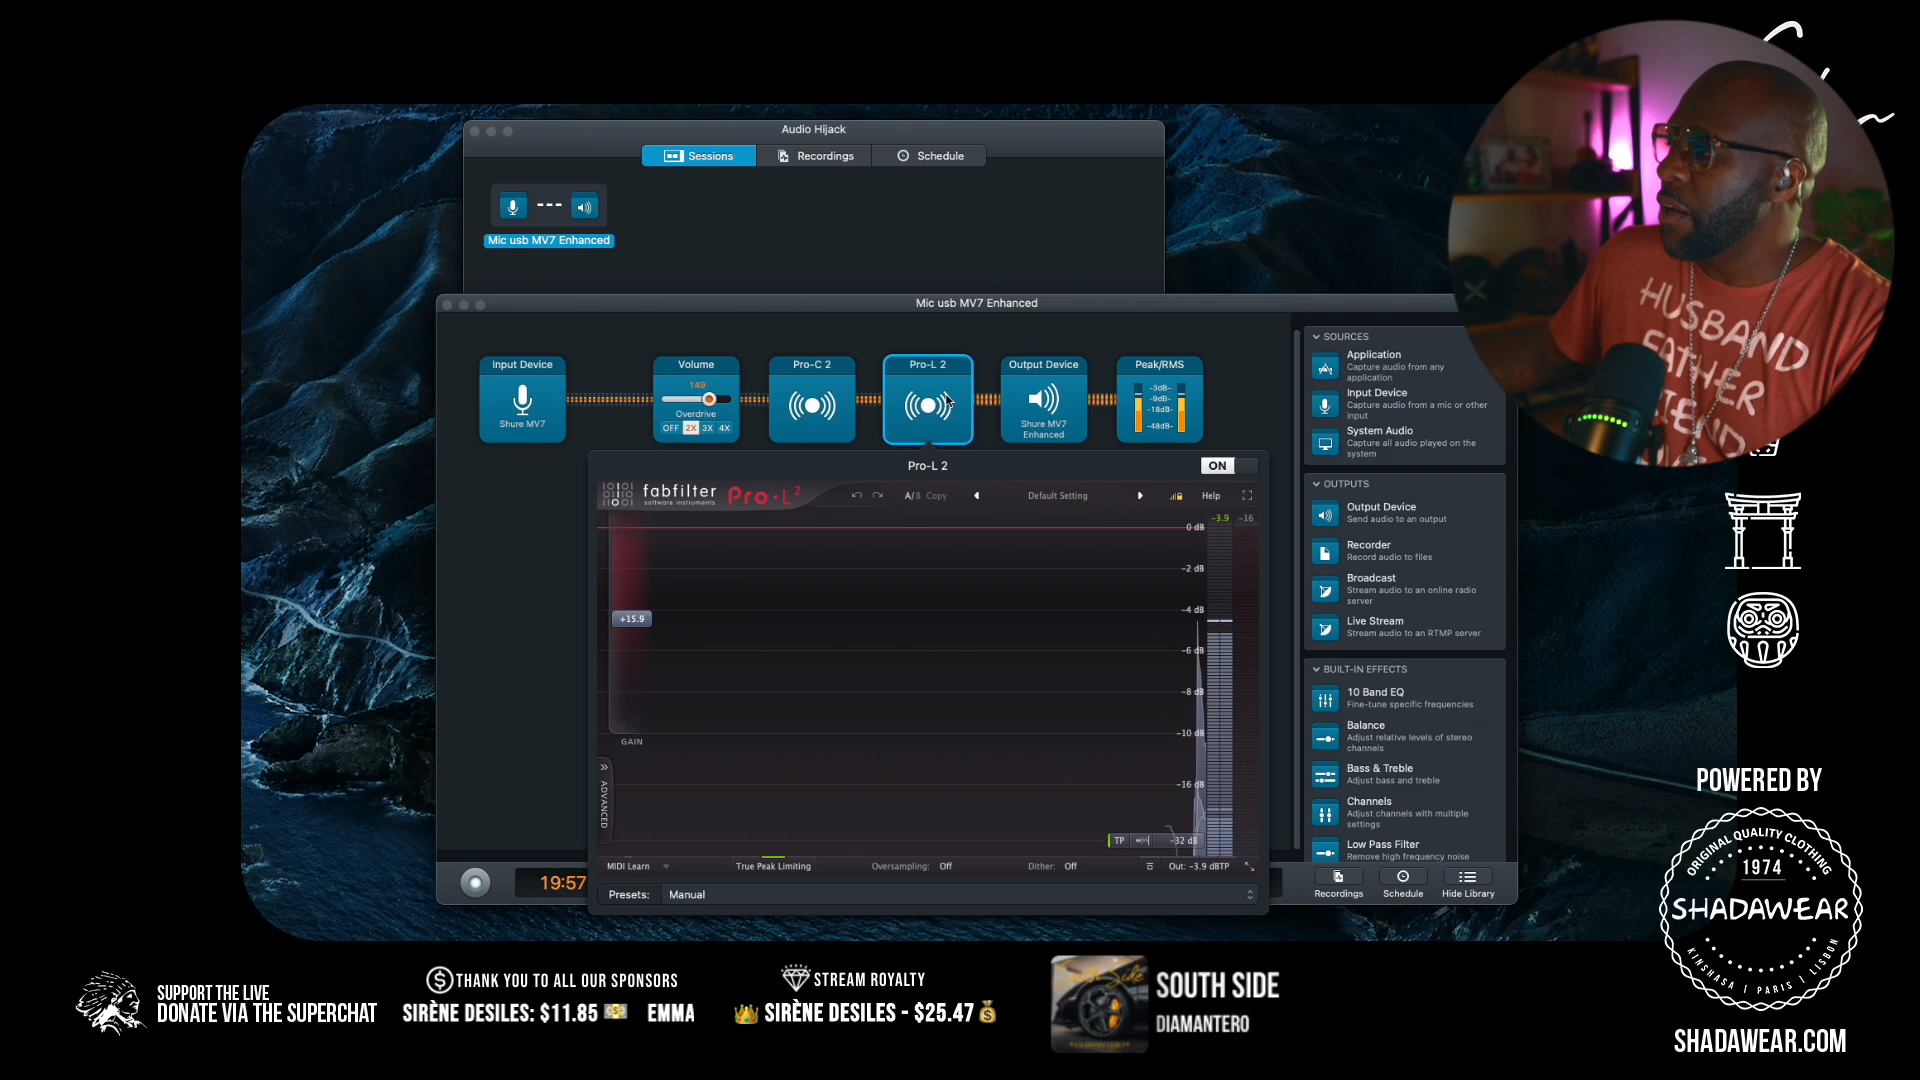 Audio Hijack
Sessions
Recordings
Schedule
Mic usb MV7 Enhanced
Mic usb MV7 Enhanced
Input Device
Shure MV7
Volume
149
Overdrive
OFF 2X 3X 4X
Pro-C 2
Pro-L 2
Output Device
Shure MV7
Enhanced
Peak/RMS
-3dB-
-9dB-
-18dB-
-48dB-
Pro-L 2
ON
fabfilter
software instruments
Pro·L²
A/B Copy
Default Setting
Help
-3.9 -16
0 dB
-2 dB
-4 dB
+15.9
-6 dB
-8 dB
-10 dB
GAIN
-16 dB
ADVANCED
TP
-32 dB
MIDI Learn
True Peak Limiting
Oversampling: Off
Dither: Off
Out: -3.9 dBTP
Presets: Manual
19:57
SOURCES
Application
Capture audio from any
application
Input Device
Capture audio from a mic or other
input
System Audio
Capture all audio played on the
system
OUTPUTS
Output Device
Send audio to an output
Recorder
Record audio to files
Broadcast
Stream audio to an online radio
server
Live Stream
Stream audio to an RTMP server
BUILT-IN EFFECTS
10 Band EQ
Fine-tune specific frequencies
Balance
Adjust relative levels of stereo
channels
Bass & Treble
Adjust bass and treble
Channels
Adjust channels with multiple
settings
Low Pass Filter
Remove high frequency noise
Recordings
Schedule
Hide Library
HUSBAND
FATHER
POWERED BY
ORIGINAL QUALITY CLOTHING
1974
SHADAWEAR
KINSHASA | PARIS | LISBON
SHADAWEAR.COM
SUPPORT THE LIVE
DONATE VIA THE SUPERCHAT
THANK YOU TO ALL OUR SPONSORS
SIRÈNE DESILES: $11.85 EMMA
STREAM ROYALTY
SIRÈNE DESILES - $25.47
SOUTH SIDE
DIAMANTERO